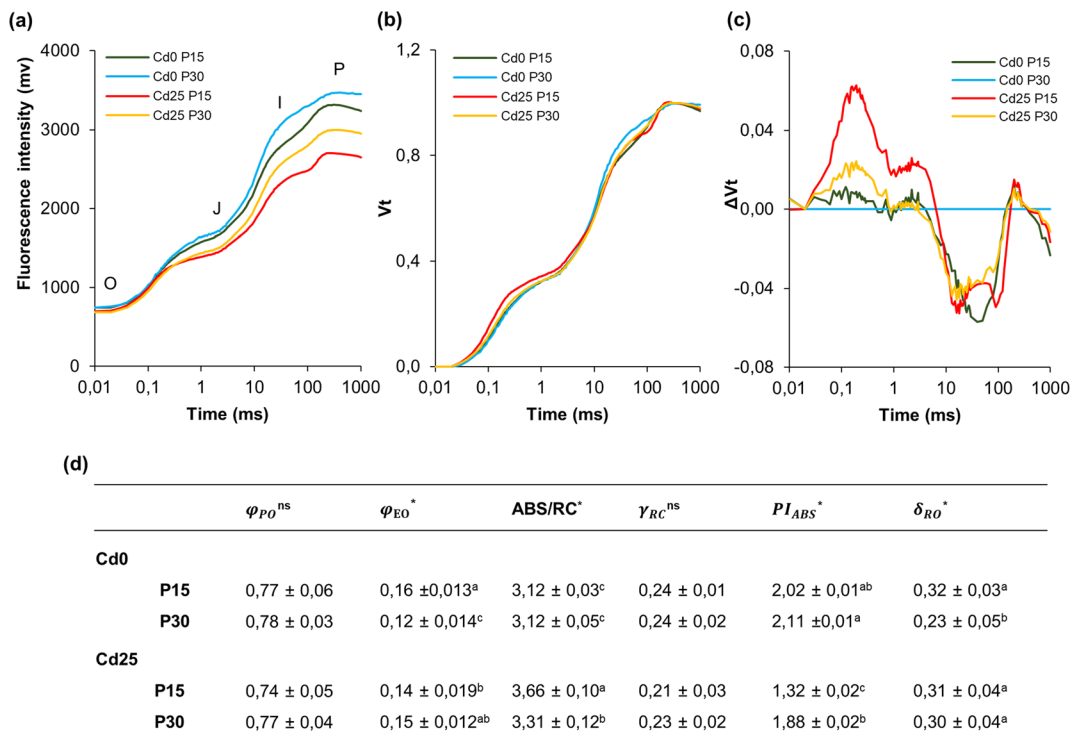 (a)
Fluorescence intensity (mv)
4000
3000
2000
1000
0
Cd0 P15
Cd0 P30
Cd25 P15
Cd25 P30
O
J
I
P
0,01 0,1 1 10 100 1000
Time (ms)
(b)
Vt
1,2
0,8
0,4
0,0
Cd0 P15
Cd0 P30
Cd25 P15
Cd25 P30
0,01 0,1 1 10 100 1000
Time (ms)
(c)
ΔVt
0,08
0,04
0,00
-0,04
-0,08
Cd0 P15
Cd0 P30
Cd25 P15
Cd25 P30
0,01 0,1 1 10 100 1000
Time (ms)
(d)
φPO ns φEO * ABS/RC* γRC ns PIABS * δRO *
Cd0
P15 0,77 ± 0,06 0,16 ±0,013a 3,12 ± 0,03c 0,24 ± 0,01 2,02 ± 0,01ab 0,32 ± 0,03a
P30 0,78 ± 0,03 0,12 ± 0,014c 3,12 ± 0,05c 0,24 ± 0,02 2,11 ±0,01a 0,23 ± 0,05b
Cd25
P15 0,74 ± 0,05 0,14 ± 0,019b 3,66 ± 0,10a 0,21 ± 0,03 1,32 ± 0,02c 0,31 ± 0,04a
P30 0,77 ± 0,04 0,15 ± 0,012ab 3,31 ± 0,12b 0,23 ± 0,02 1,88 ± 0,02b 0,30 ± 0,04a